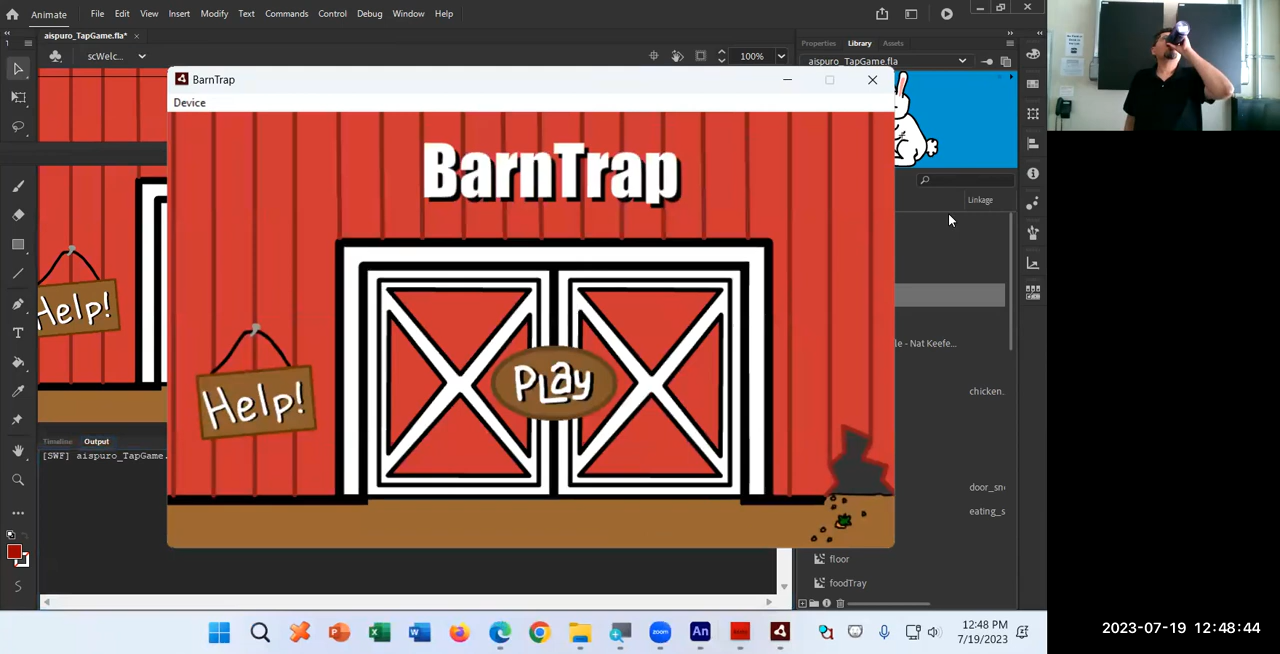 Animate
File Edit View Insert Modify Text Commands Control Debug Window Help
aispuro_TapGame.fla*
scWelc...
100%
Properties Library Assets
aispuro_TapGame.fla
BarnTrap
Device
Linkage
BarnTrap
Help!
Help!
Play
le - Nat Keefe...
chicken.
Timeline Output
[SWF] aispuro_TapGame.
door_sn
eating_s
floor
foodTray
12:48 PM
7/19/2023
2023-07-19 12:48:44